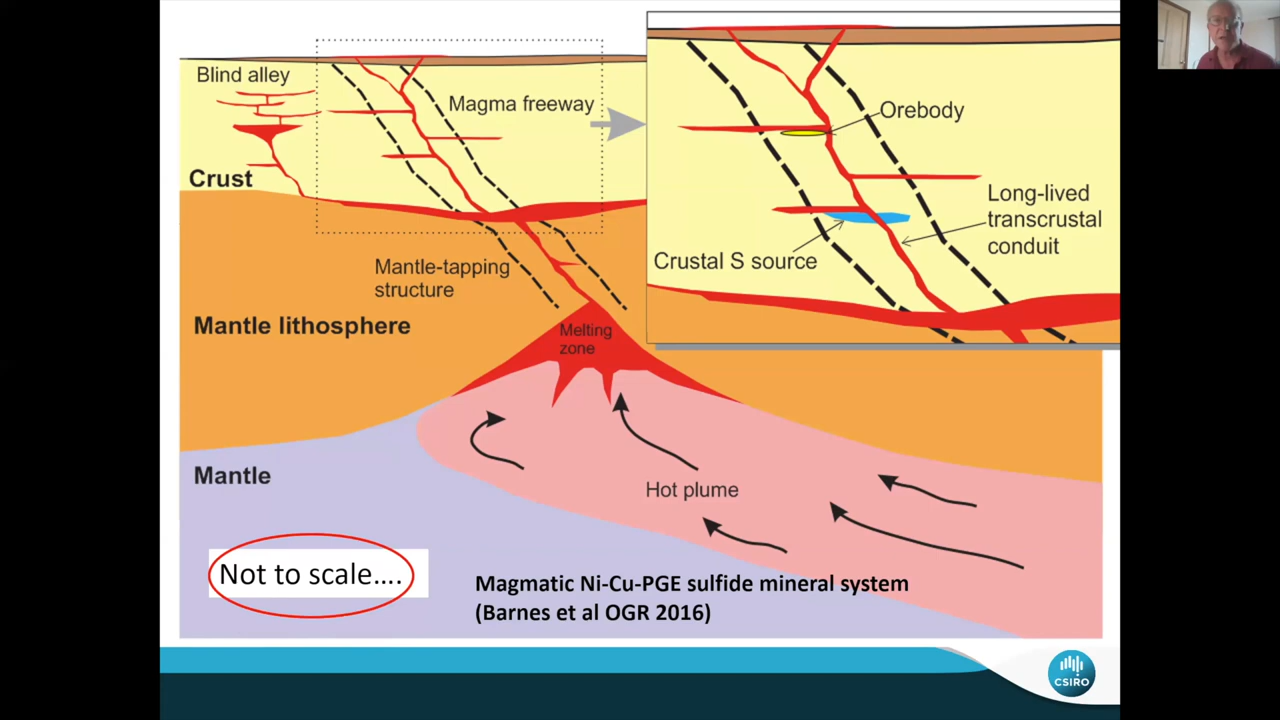 Blind alley
Magma freeway
Crust
Mantle-tapping
structure
Mantle lithosphere
Melting
zone
Mantle
Hot plume
Orebody
Long-lived
transcrustal
conduit
Crustal S source
Not to scale….
Magmatic Ni-Cu-PGE sulfide mineral system
(Barnes et al OGR 2016)
CSIRO